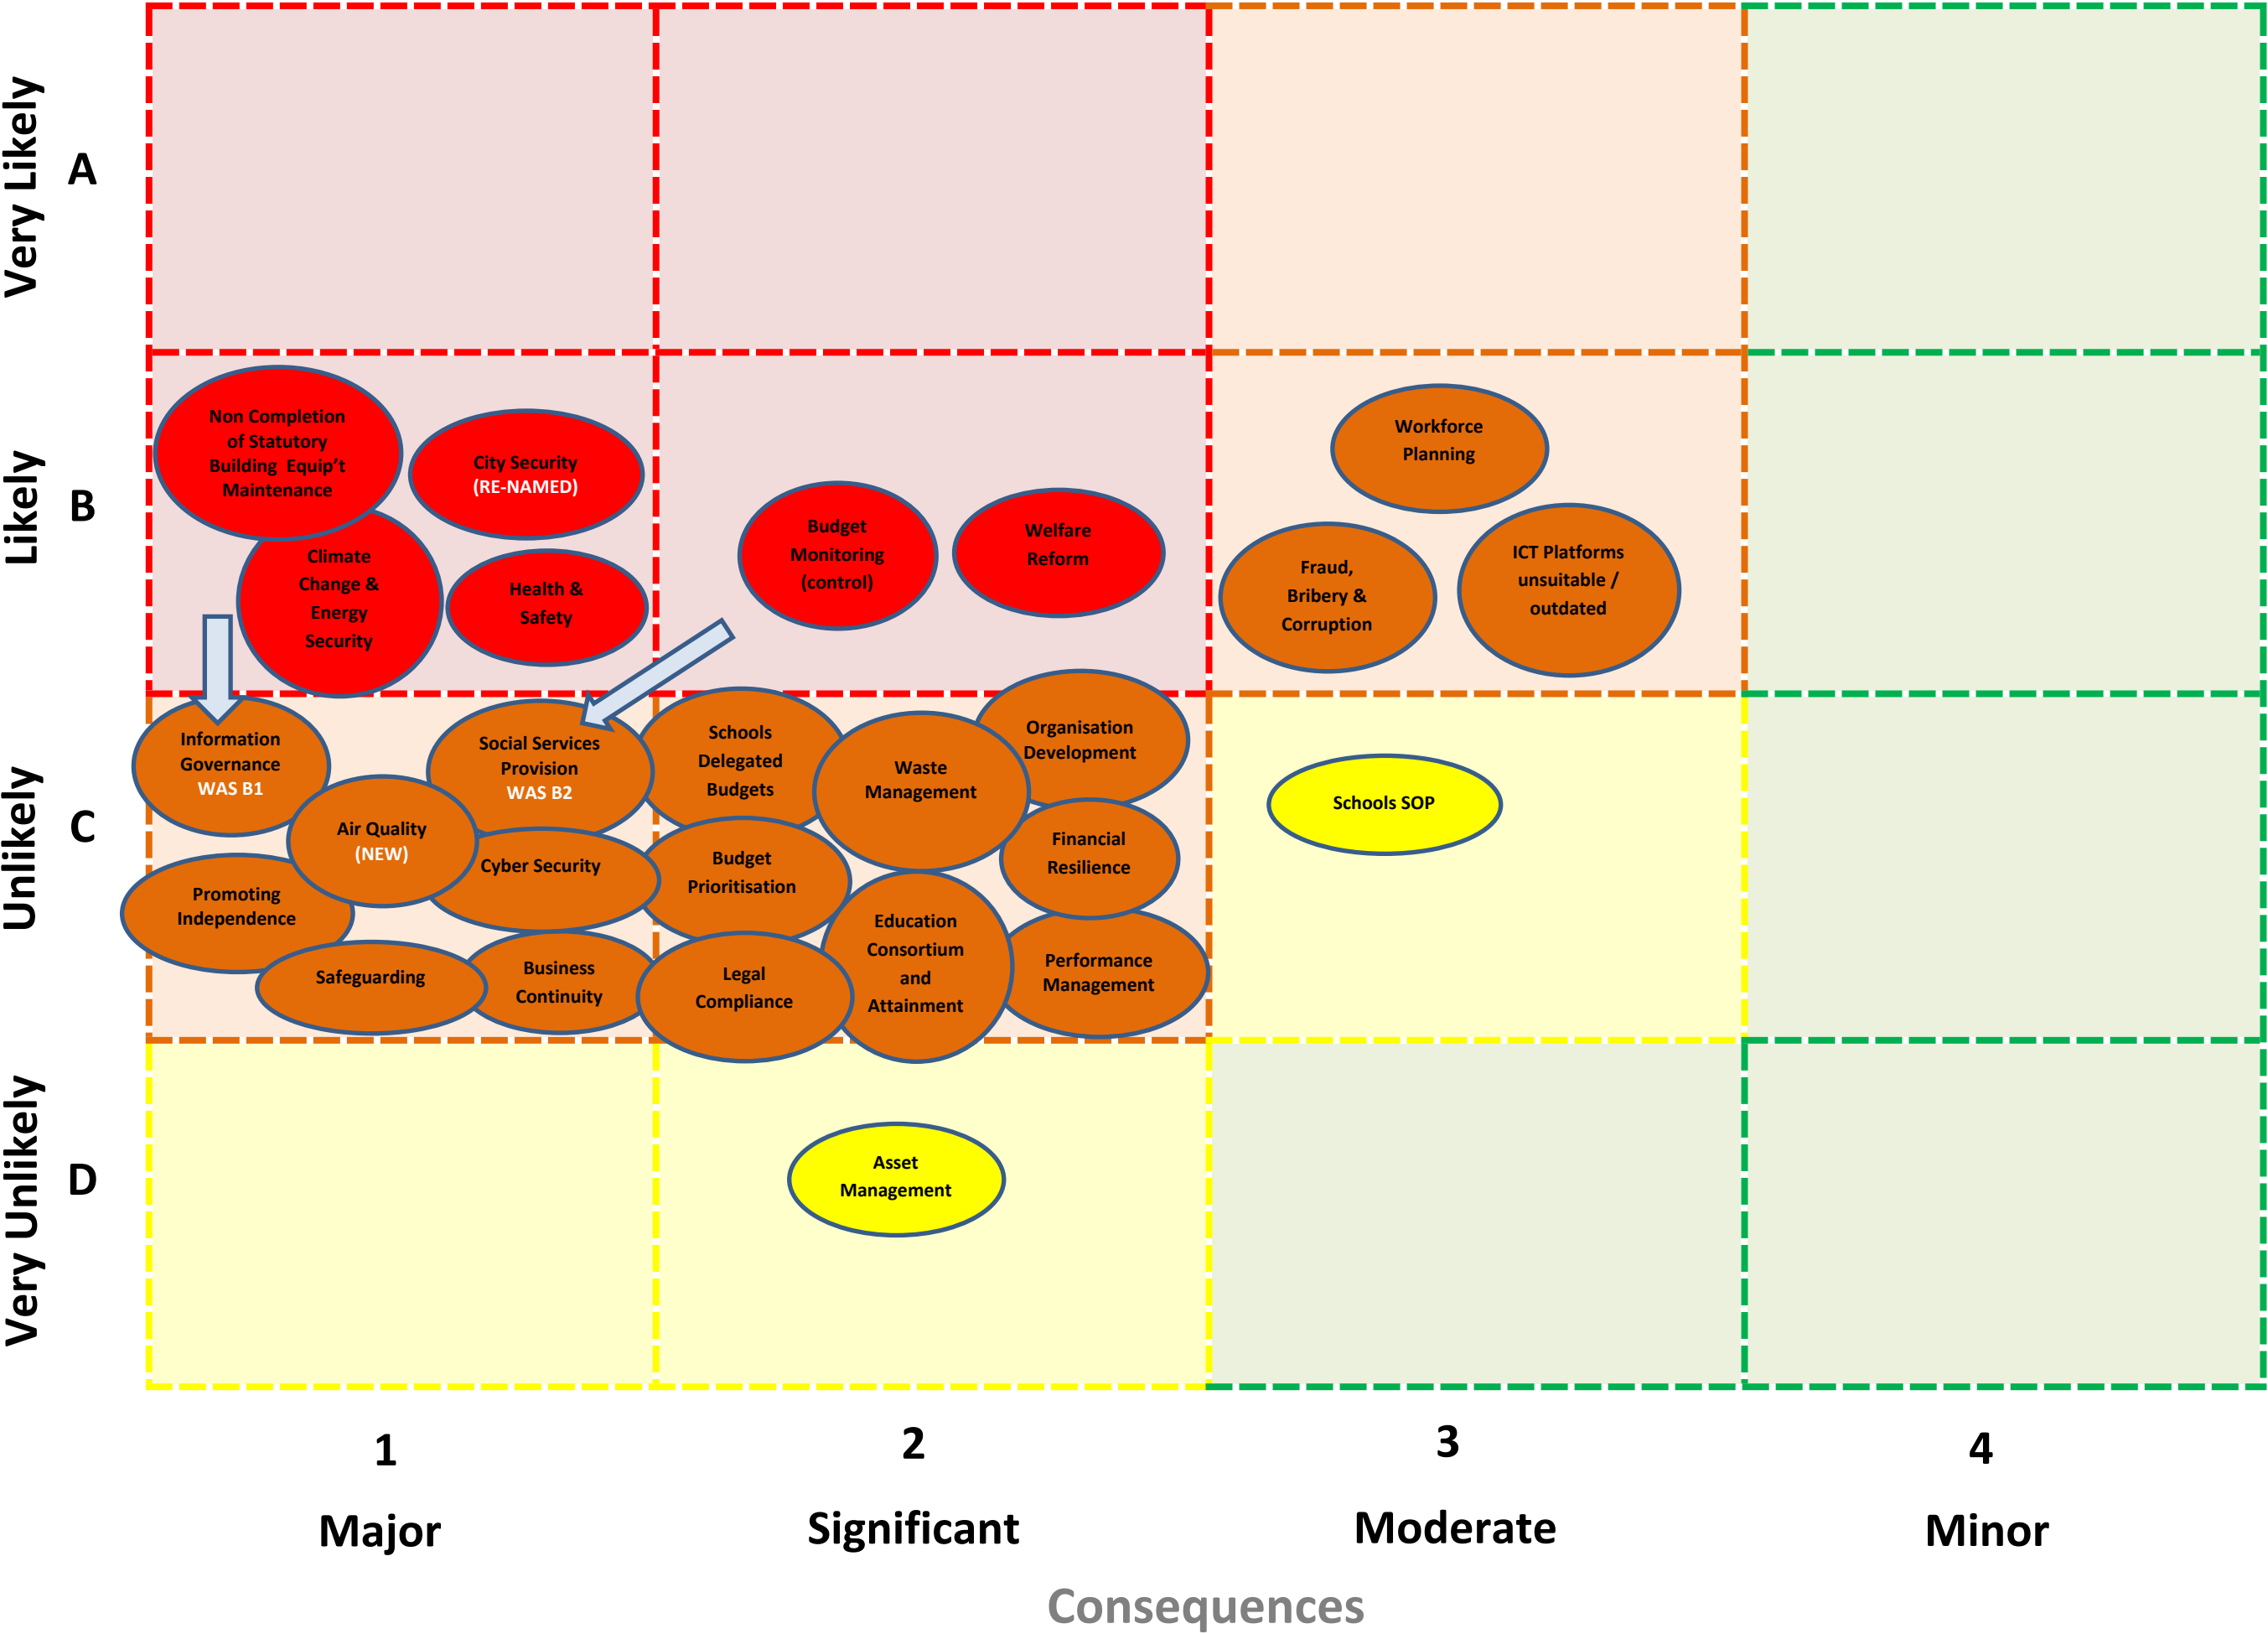 Very Likely
A
Likely
B
Non Completion
of Statutory
Building Equip’t
Maintenance
City Security
(RE-NAMED)
Climate
Change &
Energy
Security
Health &
Safety
Budget
Monitoring
(control)
Welfare
Reform
Workforce
Planning
Fraud,
Bribery &
Corruption
ICT Platforms
unsuitable /
outdated
Unlikely
C
Information
Governance
WAS B1
Social Services
Provision
WAS B2
Air Quality
(NEW)
Cyber Security
Promoting
Independence
Safeguarding
Business
Continuity
Schools
Delegated
Budgets
Waste
Management
Organisation
Development
Budget
Prioritisation
Financial
Resilience
Education
Consortium
and
Attainment
Legal
Compliance
Performance
Management
Schools SOP
Very Unlikely
D
Asset
Management
1
2
3
4
Major
Significant
Moderate
Minor
Consequences